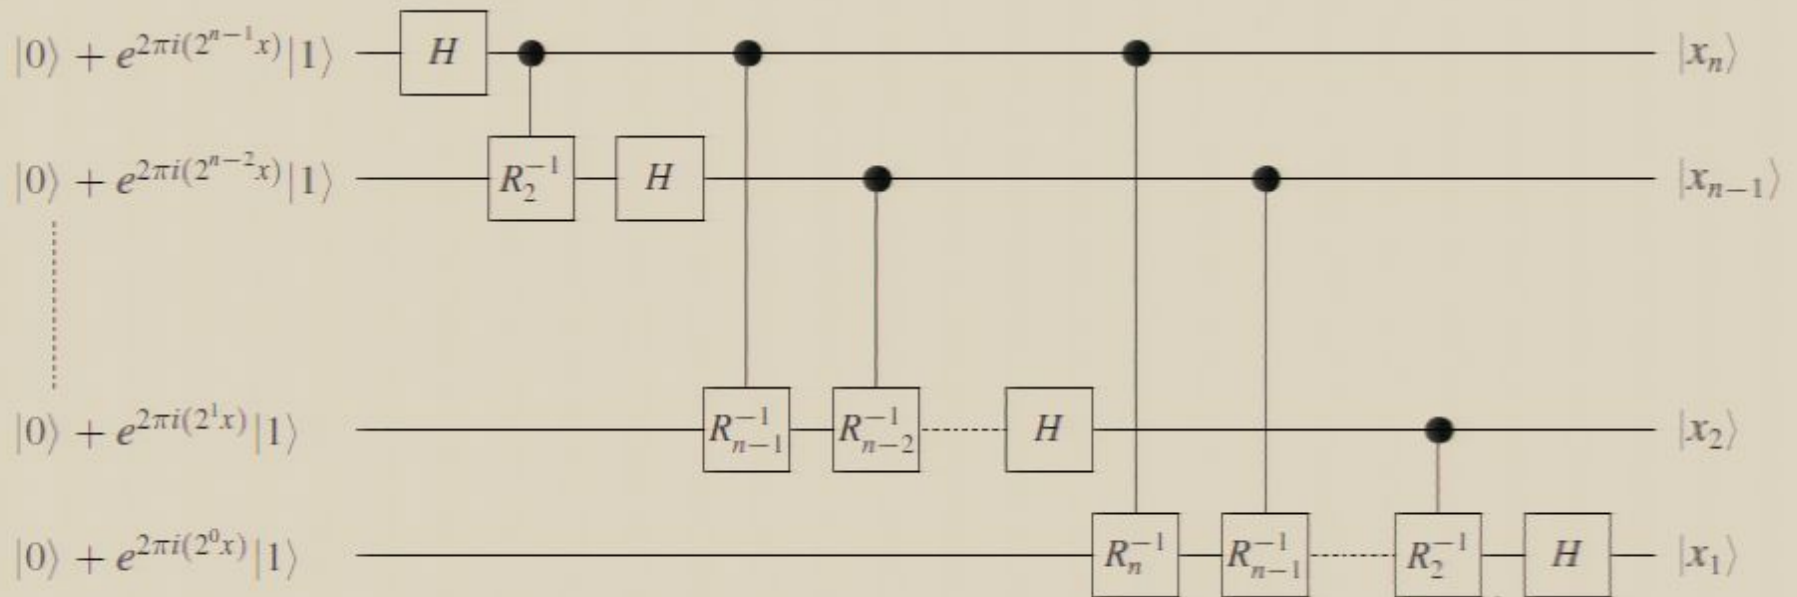 |0⟩ + e^{2πi(2^{n−1}x)}|1⟩ H |x_n⟩
|0⟩ + e^{2πi(2^{n−2}x)}|1⟩ R_2^{−1} H |x_{n−1}⟩
|0⟩ + e^{2πi(2^1x)}|1⟩ R_{n−1}^{−1} R_{n−2}^{−1} H |x_2⟩
|0⟩ + e^{2πi(2^0x)}|1⟩ R_n^{−1} R_{n−1}^{−1} R_2^{−1} H |x_1⟩